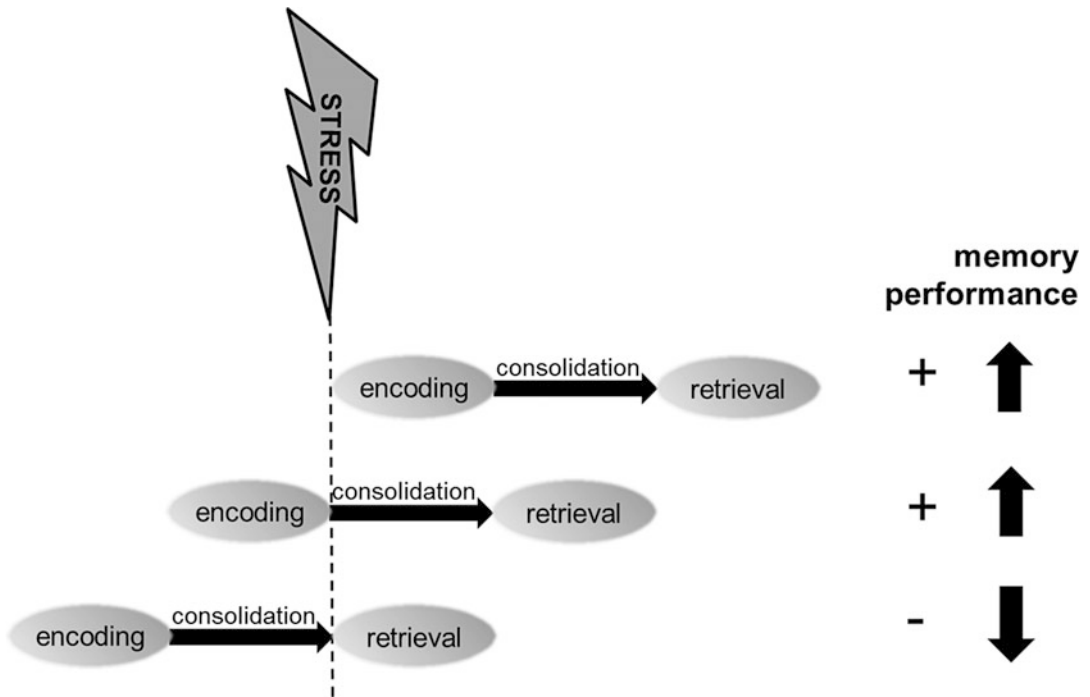 STRESS
memory
performance
consolidation
encoding
retrieval
+
consolidation
encoding
retrieval
+
consolidation
encoding
retrieval
-